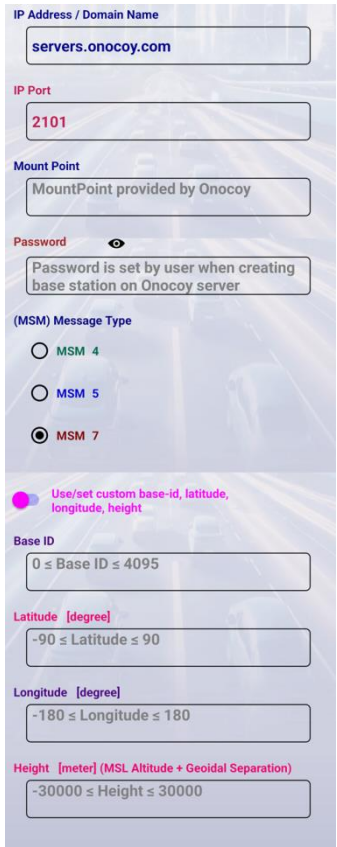 IP Address / Domain Name
servers.onocoy.com
IP Port
2101
Mount Point
MountPoint provided by Onocoy
Password
Password is set by user when creating
base station on Onocoy server
(MSM) Message Type
MSM 4
MSM 5
MSM 7
Use/set custom base-id, latitude,
longitude, height
Base ID
0 ≤ Base ID ≤ 4095
Latitude [degree]
-90 ≤ Latitude ≤ 90
Longitude [degree]
-180 ≤ Longitude ≤ 180
Height [meter] (MSL Altitude + Geoidal Separation)
-30000 ≤ Height ≤ 30000